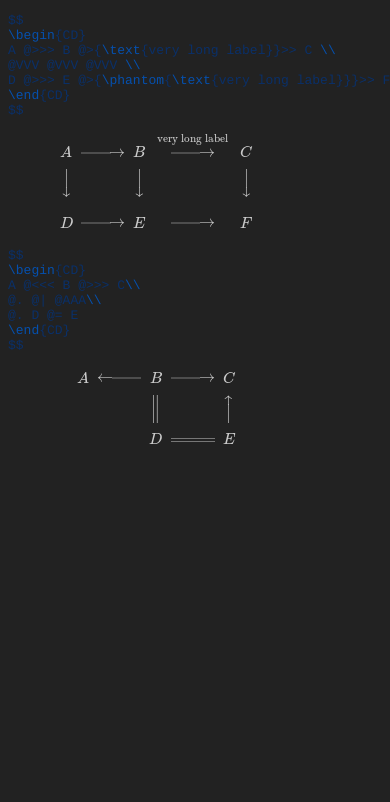 $$
\begin{CD}
A @>>> B @>{\text{very long label}}>> C \\
@VVV @VVV @VVV \\
D @>>> E @>{\phantom{\text{very long label}}}>> F
\end{CD}
$$
very long label
A B C
D E F
$$
\begin{CD}
A @<<< B @>>> C\\
@. @| @AAA\\
@. D @= E
\end{CD}
$$
A B C
D E